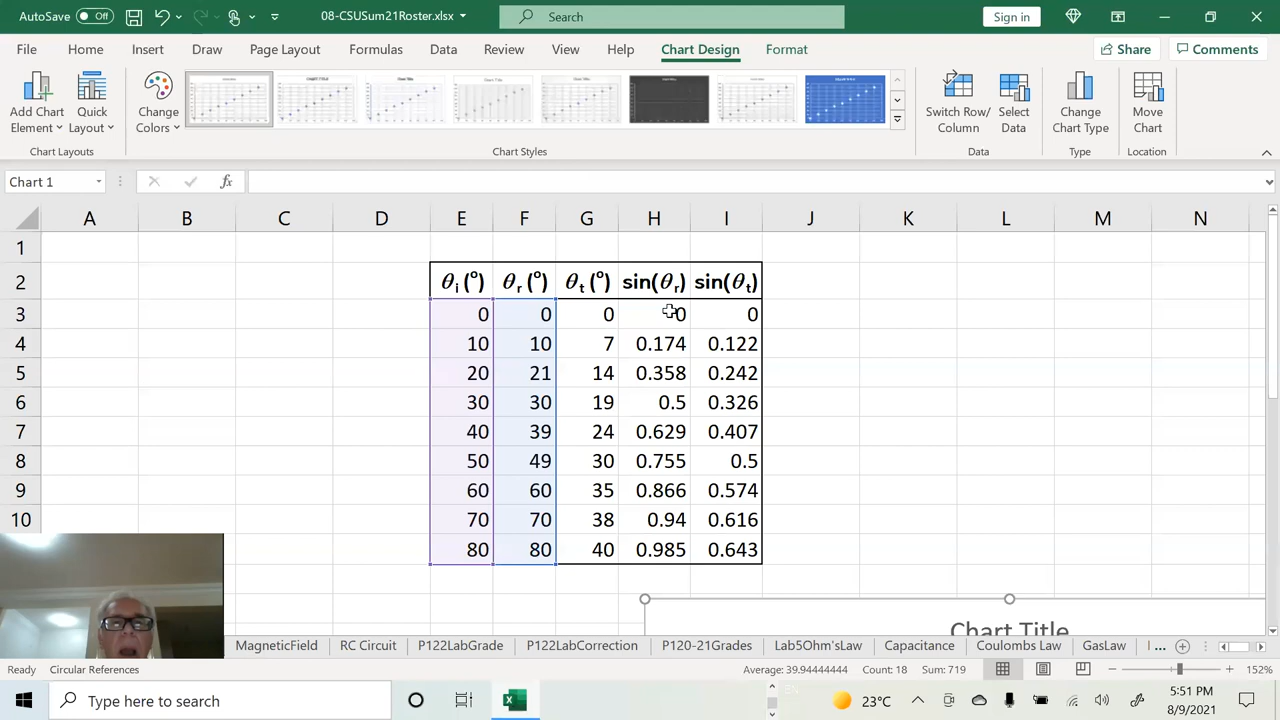 AutoSave Off 08-CSUSum21Roster.xlsx Search Sign in
File Home Insert Draw Page Layout Formulas Data Review View Help Chart Design Format Share Comments
Add Chart Element Quick Layout Change Colors Switch Row/ Column Select Data Change Chart Type Move Chart
Chart Layouts Chart Styles Data Type Location
Chart 1 fx
A B C D E F G H I J K L M N
1
2 θi (º) θr (º) θt (º) sin(θr) sin(θt)
3 0 0 0 0 0
4 10 10 7 0.174 0.122
5 20 21 14 0.358 0.242
6 30 30 19 0.5 0.326
7 40 39 24 0.629 0.407
8 50 49 30 0.755 0.5
9 60 60 35 0.866 0.574
10 70 70 38 0.94 0.616
80 80 40 0.985 0.643
Chart Title
MagneticField RC Circuit P122LabGrade P122LabCorrection P120-21Grades Lab5Ohm'sLaw Capacitance Coulombs Law GasLaw ...
Ready Circular References Average: 39.94444444 Count: 18 Sum: 719 152%
Type here to search 23°C 5:51 PM
8/9/2021